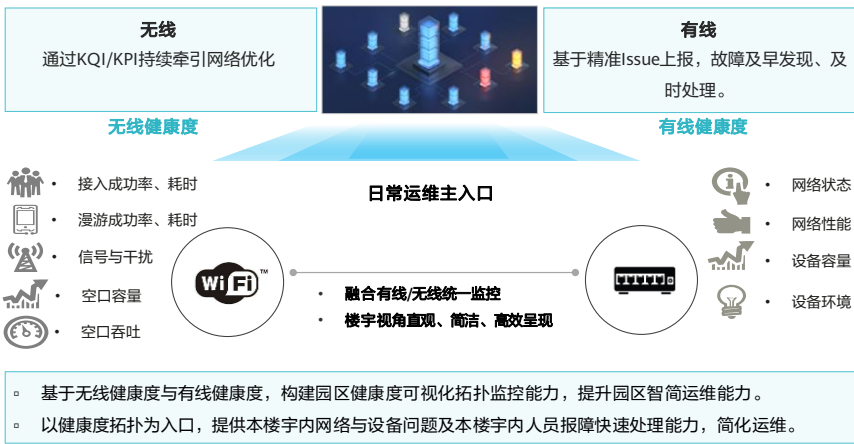 无线
通过KQI/KPI持续牵引网络优化
有线
基于精准Issue上报，故障及早发现、及
时处理。
无线健康度
有线健康度
日常运维主入口
• 接入成功率、耗时
• 漫游成功率、耗时
• 信号与干扰
• 空口容量
• 空口吞吐
Wi Fi™
• 融合有线/无线统一监控
• 楼宇视角直观、简洁、高效呈现
• 网络状态
• 网络性能
• 设备容量
• 设备环境
▫ 基于无线健康度与有线健康度，构建园区健康度可视化拓扑监控能力，提升园区智简运维能力。
▫ 以健康度拓扑为入口，提供本楼宇内网络与设备问题及本楼宇内人员报障快速处理能力，简化运维。